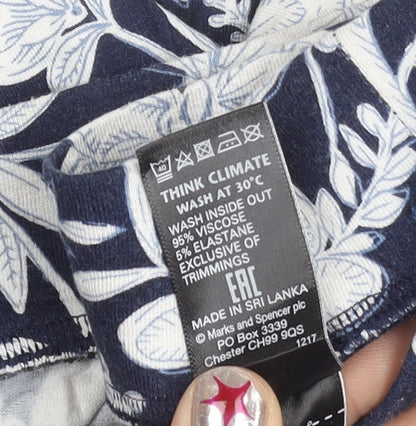 40
THINK CLIMATE
WASH AT 30°C
WASH INSIDE OUT
95% VISCOSE
5% ELASTANE
EXCLUSIVE OF
TRIMMINGS
EAC
MADE IN SRI LANKA
© Marks and Spencer plc
PO Box 3339
Chester CH99 9QS
1217